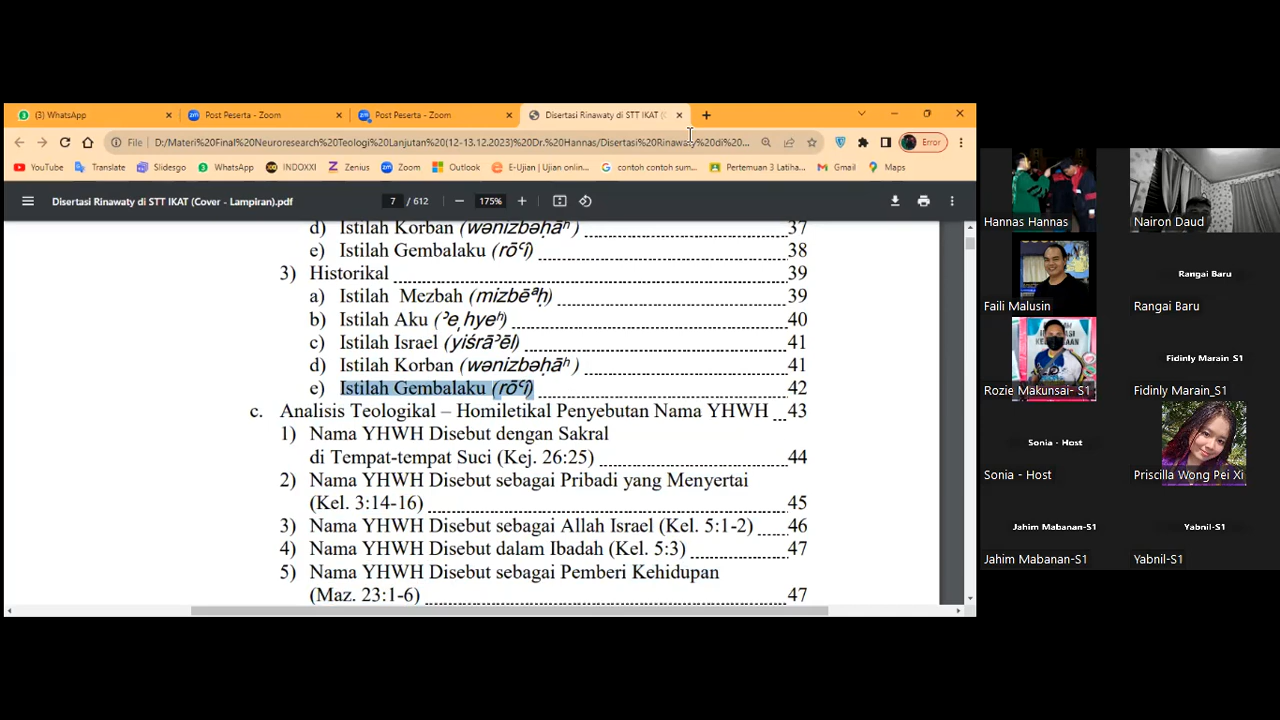 (3) WhatsApp
Post Peserta - Zoom
Post Peserta - Zoom
Disertasi Rinawaty di STT IKAT (
File
D:/Materi%20Final%20Neuroresearch%20Teologi%20Lanjutan%20(12-13.12.2023)%20Dr.%20Hannas/Disertasi%20Rinawaty%20di%20...
Error
YouTube
Translate
Slidesgo
WhatsApp
INDOXXI
Zenius
Zoom
Outlook
E-Ujian | Ujian onlin...
contoh contoh sum...
Pertemuan 3 Latiha...
Gmail
Maps
Disertasi Rinawaty di STT IKAT (Cover - Lampiran).pdf
7 / 612
175%
d) Istilah Korban (wənizbəḥāʰ) 37
e) Istilah Gembalaku (rōʿî) 38
3) Historikal 39
a) Istilah Mezbah (mizbēªḥ) 39
b) Istilah Aku (ʾe ̩hyeʰ) 40
c) Istilah Israel (yiśrāʾēl) 41
d) Istilah Korban (wənizbəḥāʰ) 41
e) Istilah Gembalaku (rōʿî) 42
c. Analisis Teologikal – Homiletikal Penyebutan Nama YHWH 43
1) Nama YHWH Disebut dengan Sakral
di Tempat-tempat Suci (Kej. 26:25) 44
2) Nama YHWH Disebut sebagai Pribadi yang Menyertai
(Kel. 3:14-16) 45
3) Nama YHWH Disebut sebagai Allah Israel (Kel. 5:1-2) 46
4) Nama YHWH Disebut dalam Ibadah (Kel. 5:3) 47
5) Nama YHWH Disebut sebagai Pemberi Kehidupan
(Maz. 23:1-6) 47
Hannas Hannas
Nairon Daud
Faili Malusin
Rangai Baru
Rangai Baru
Rozie Makunsai- S1
Fidinly Marain S1
Fidinly Marain_S1
Sonia - Host
Sonia - Host
Priscilla Wong Pei Xi
Jahim Mabanan-S1
Jahim Mabanan-S1
Yabnil-S1
Yabnil-S1